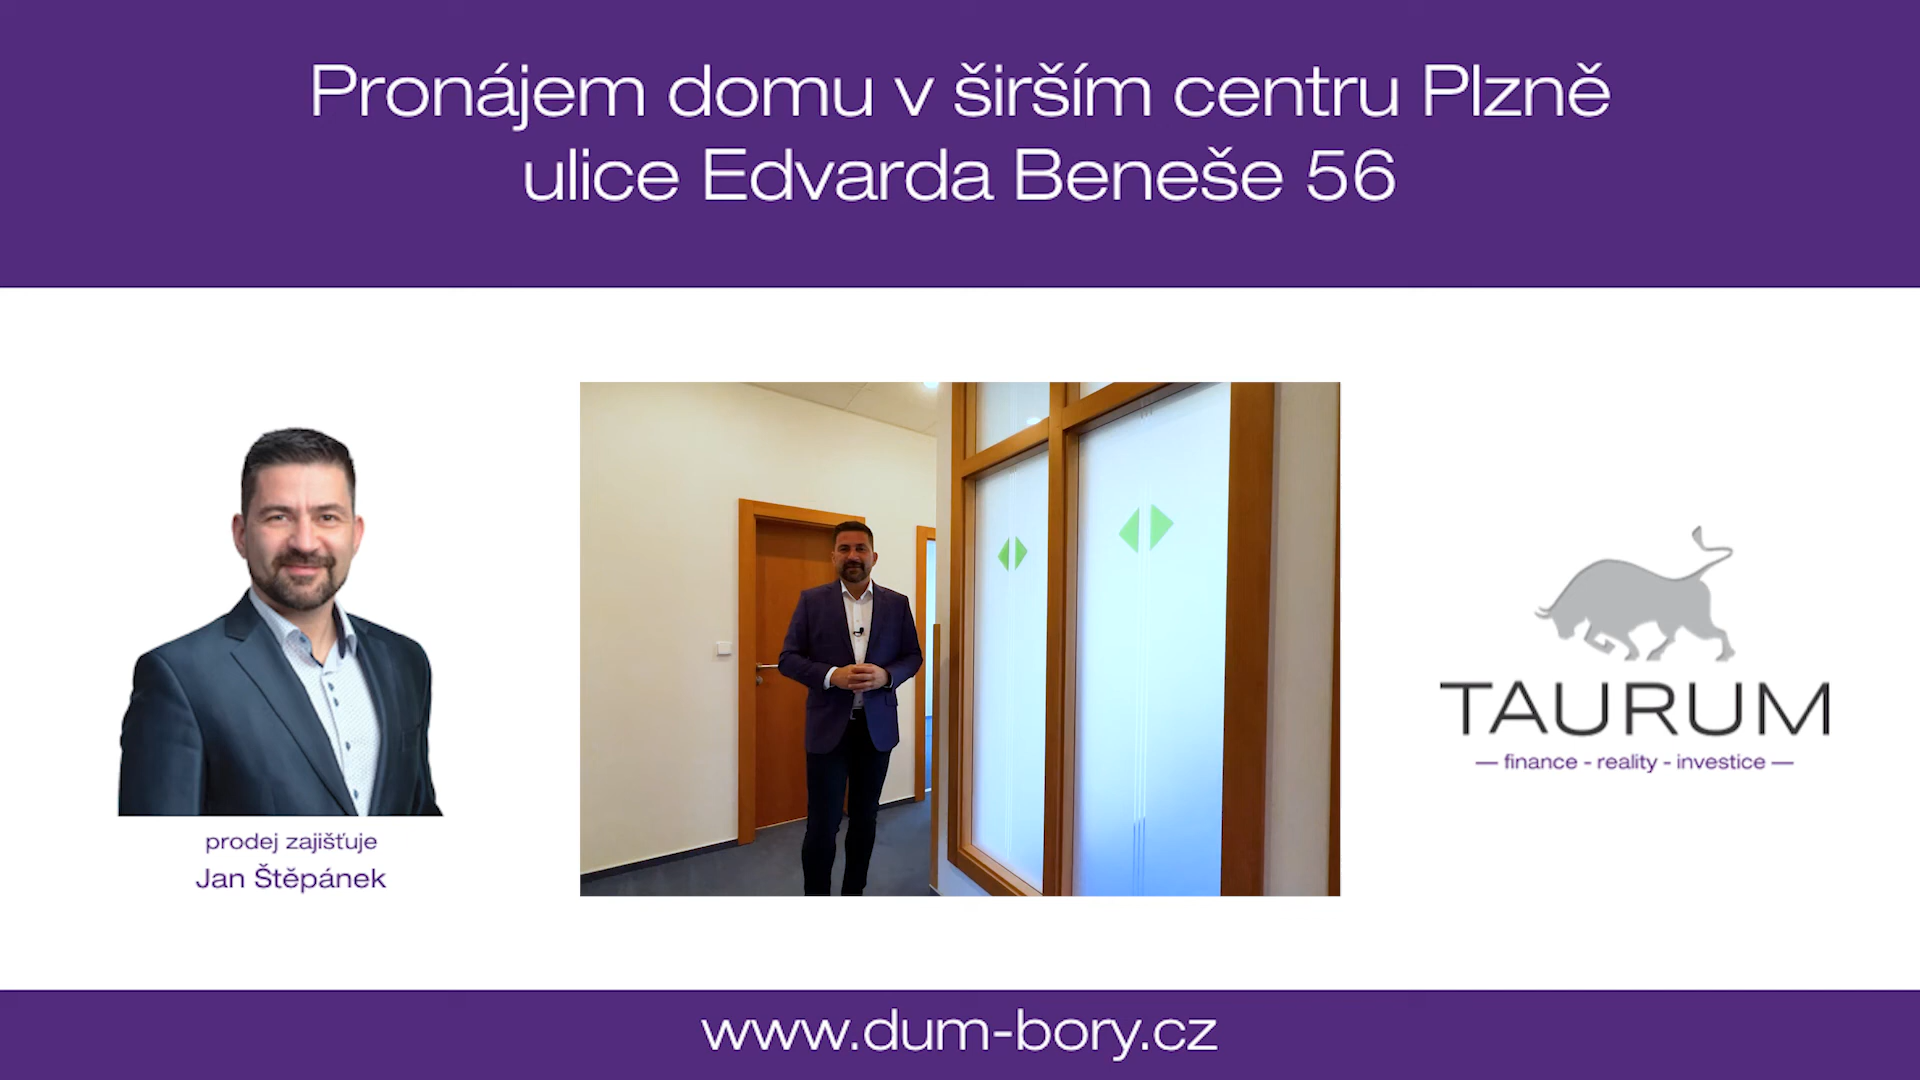 Pronájem domu v širším centru Plzně
ulice Edvarda Beneše 56
prodej zajišťuje
Jan Štěpánek
TAURUM
— finance - reality - investice —
www.dum-bory.cz